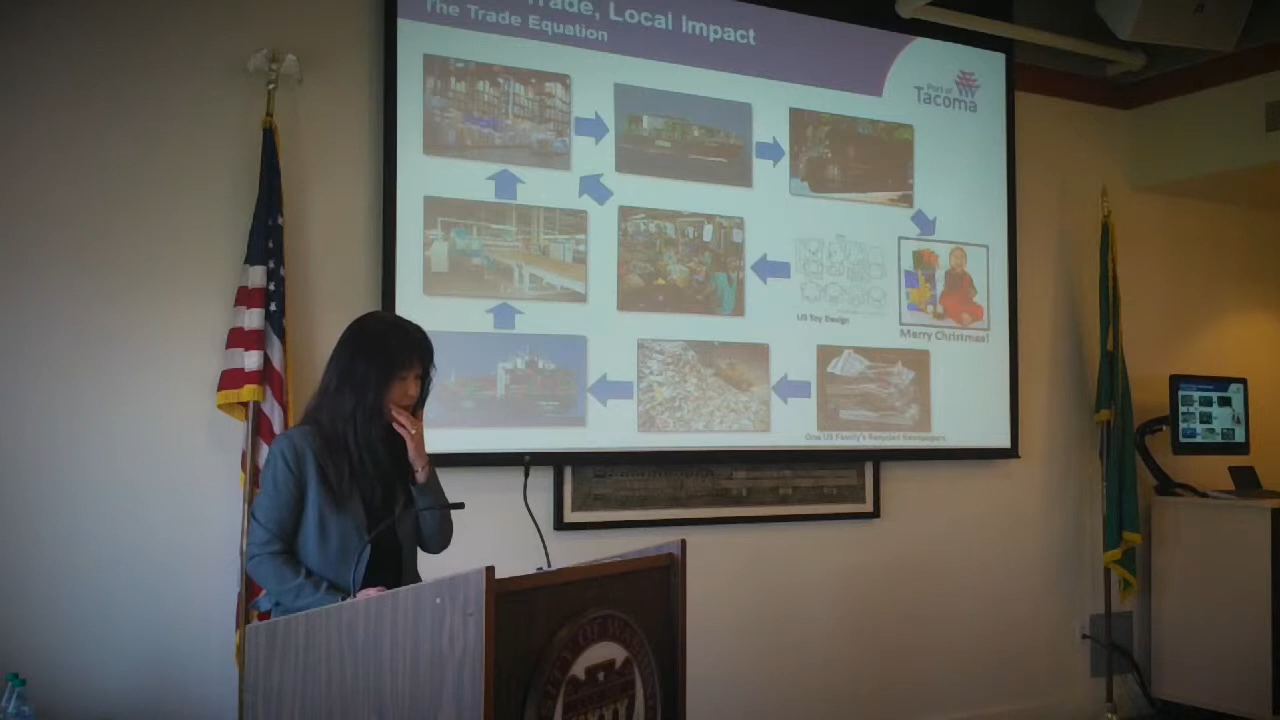 Trade, Local Impact
The Trade Equation
Port of
Tacoma
US Toy Design
Merry Christmas!
One US Family's Recycled Newspapers